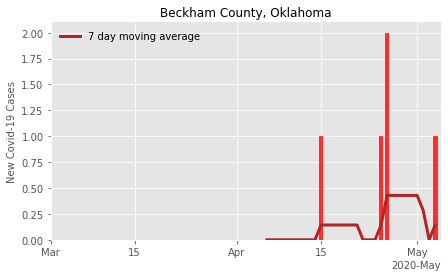 Beckham County, Oklahoma
7 day moving average
New Covid-19 Cases
2.00
1.75
1.50
1.25
1.00
0.75
0.50
0.25
0.00
Mar 15 Apr 15 May
2020-May